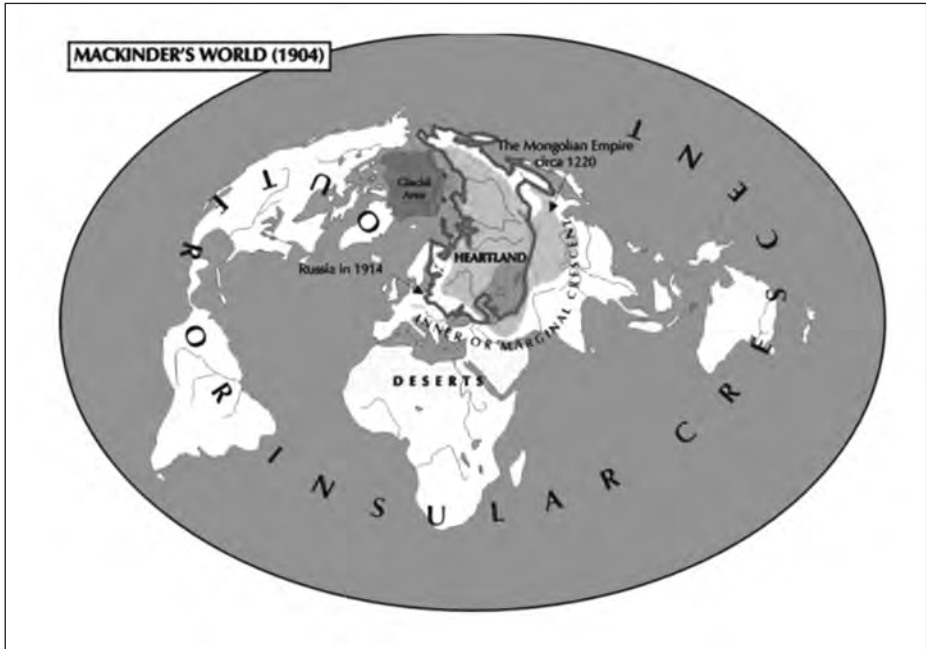 MACKINDER'S WORLD (1904)
The Mongolian Empire
circa 1220
Glacial
Area
HEARTLAND
Russia in 1914
INNER OR MARGINAL CRESCENT
DESERTS
OUTER OR INSULAR CRESCENT